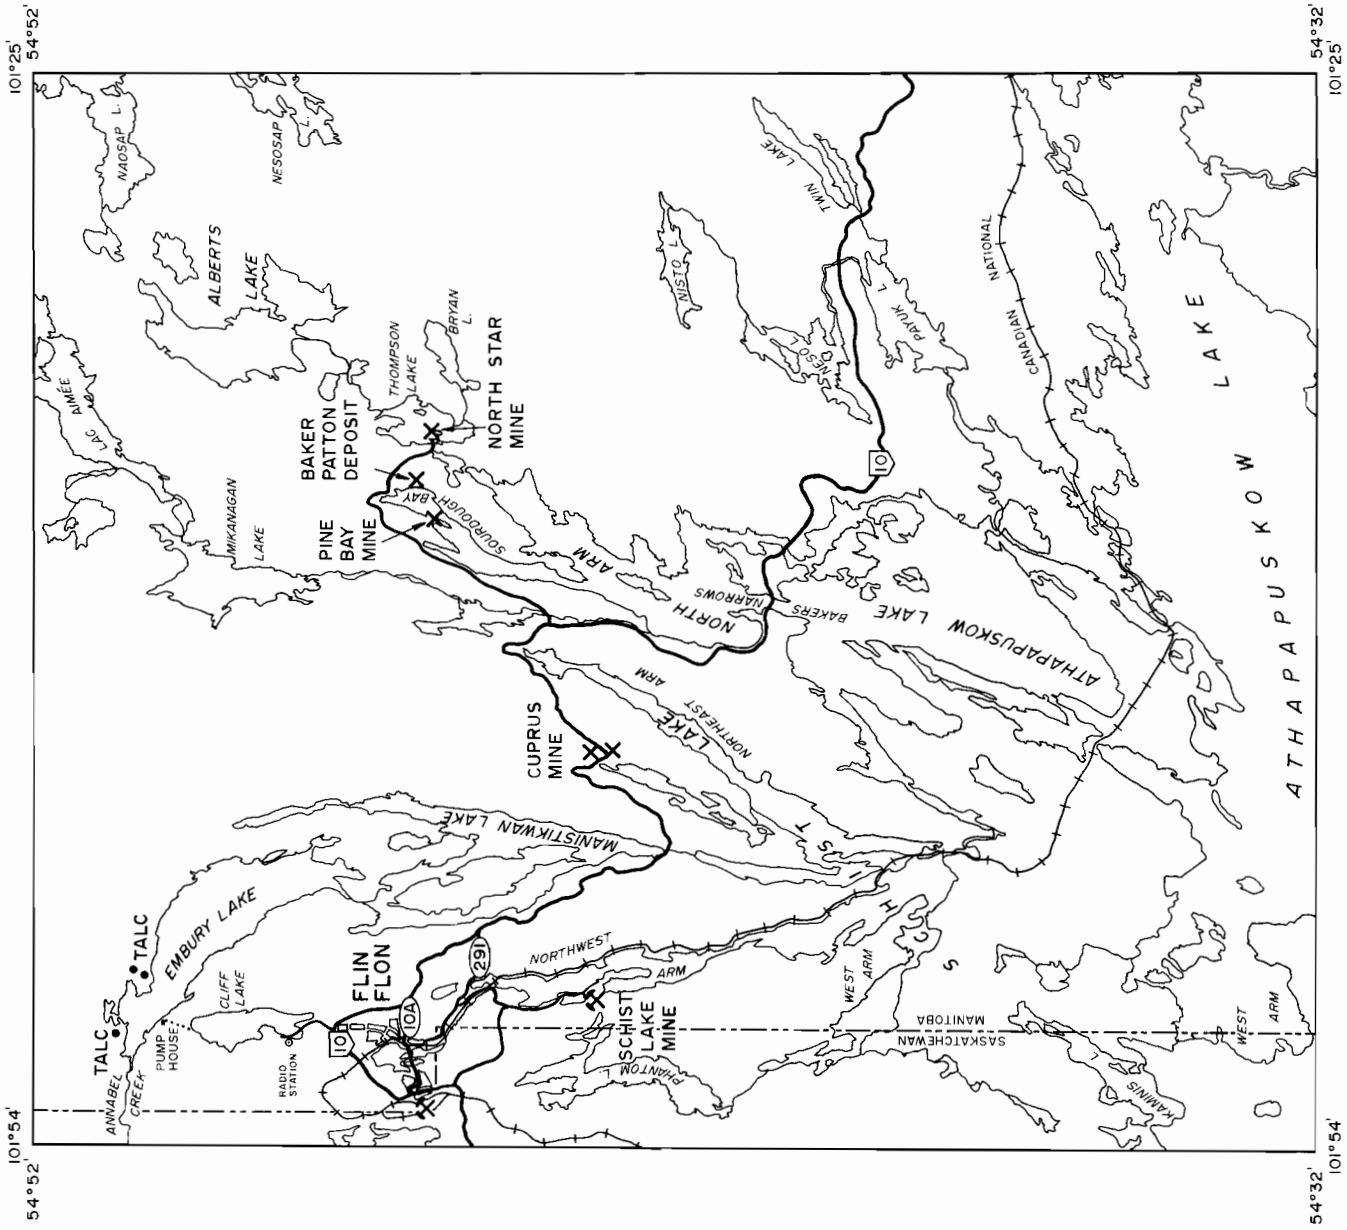 101°25'
54°52'
NAOSAP L.
NESOSAP
L.
ALBERTS
LAKE
LAC AIMÉE
THOMPSON
LAKE
BRYAN
L.
NORTH STAR
MINE
BAKER
PATTON
DEPOSIT
PINE
BAY
MINE
SOURDOUGH BAY
MIKANAGAN
LAKE
TWIN LAKE
NISTO L.
NESO L.
PAYUK L.
10
CANADIAN NATIONAL
NORTH ARM
BAKERS NARROWS
ATHAPAPUSKOW LAKE
ATHAPAPUSKOW LAKE
CUPRUS
MINE
NORTHEAST ARM
SCHIST LAKE
MANISTIKWAN LAKE
EMBURY LAKE
TALC
TALC
CLIFF
LAKE
PUMP
HOUSE
ANNABEL
CREEK
RADIO
STATION
FLIN
FLON
10
10A
291
NORTHWEST
ARM
SCHIST
LAKE
MINE
PHANTOM
L.
WEST
ARM
MANITOBA
SASKATCHEWAN
KAMINIS L.
WEST
ARM
101°54'
54°52'
54°32'
101°25'
54°32'
101°54'